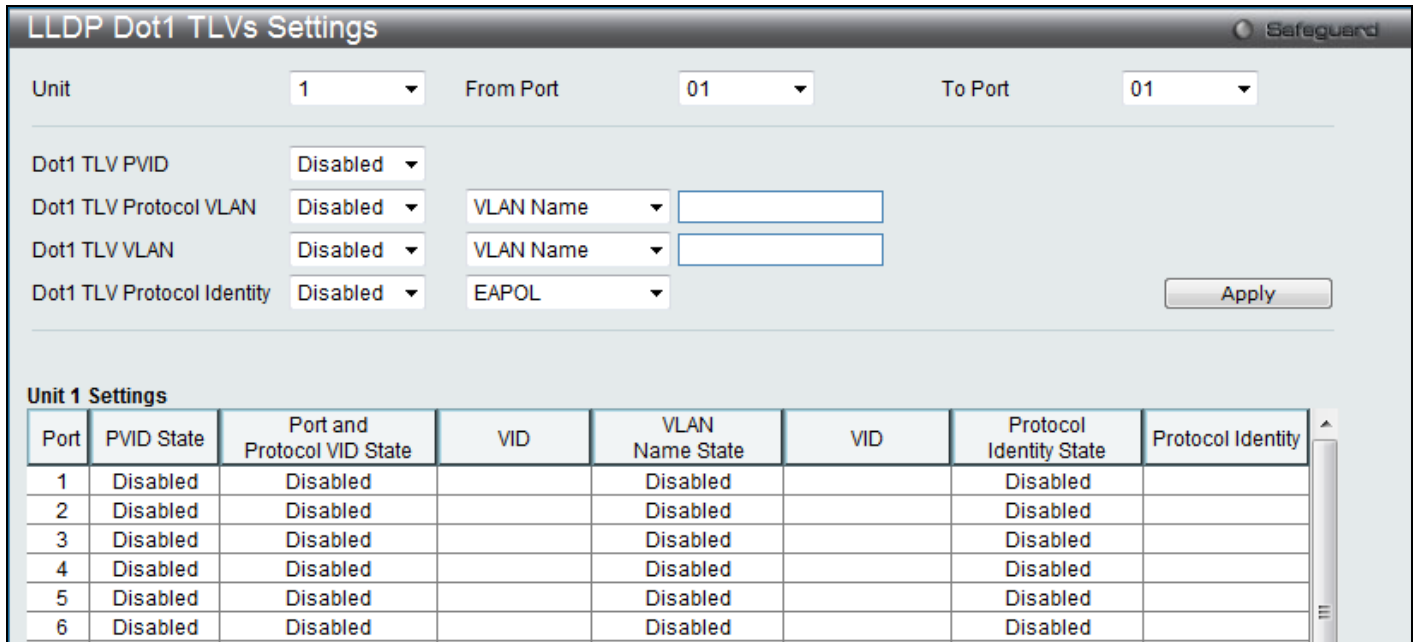 LLDP Dot1 TLVs Settings
Safeguard
Unit 1 From Port 01 To Port 01
Dot1 TLV PVID Disabled
Dot1 TLV Protocol VLAN Disabled VLAN Name
Dot1 TLV VLAN Disabled VLAN Name
Dot1 TLV Protocol Identity Disabled EAPOL Apply
Unit 1 Settings
Port PVID State Port and Protocol VID State VID VLAN Name State VID Protocol Identity State Protocol Identity
1 Disabled Disabled Disabled Disabled
2 Disabled Disabled Disabled Disabled
3 Disabled Disabled Disabled Disabled
4 Disabled Disabled Disabled Disabled
5 Disabled Disabled Disabled Disabled
6 Disabled Disabled Disabled Disabled